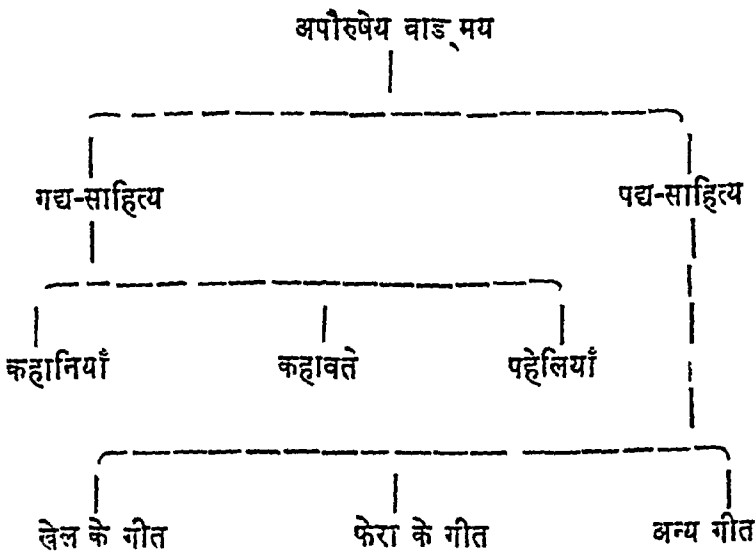 अपौरुषेय वाड्मय
गद्य-साहित्य पद्य-साहित्य
कहानियाँ कहावते पहेलियाँ
खेल के गीत फेरा के गीत अन्य गीत